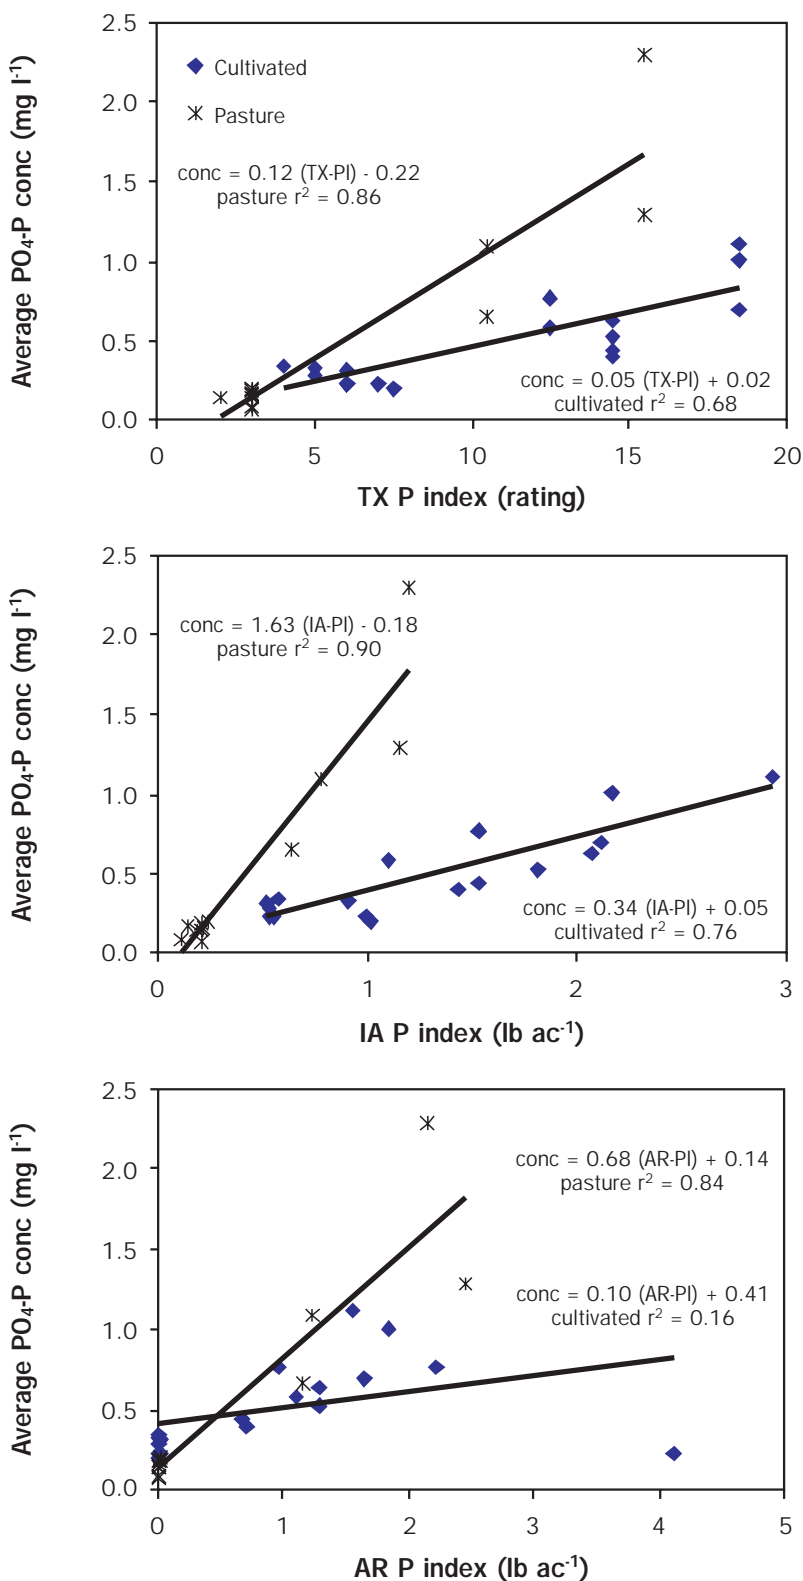 2.5
2.0
1.5
1.0
0.5
0.0
Average PO₄-P conc (mg l⁻¹)
Cultivated
Pasture
conc = 0.12 (TX-PI) - 0.22
pasture r² = 0.86
conc = 0.05 (TX-PI) + 0.02
cultivated r² = 0.68
0 5 10 15 20
TX P index (rating)
2.5
2.0
1.5
1.0
0.5
0.0
Average PO₄-P conc (mg l⁻¹)
conc = 1.63 (IA-PI) - 0.18
pasture r² = 0.90
conc = 0.34 (IA-PI) + 0.05
cultivated r² = 0.76
0 1 2 3
IA P index (lb ac⁻¹)
2.5
2.0
1.5
1.0
0.5
0.0
Average PO₄-P conc (mg l⁻¹)
conc = 0.68 (AR-PI) + 0.14
pasture r² = 0.84
conc = 0.10 (AR-PI) + 0.41
cultivated r² = 0.16
0 1 2 3 4 5
AR P index (lb ac⁻¹)